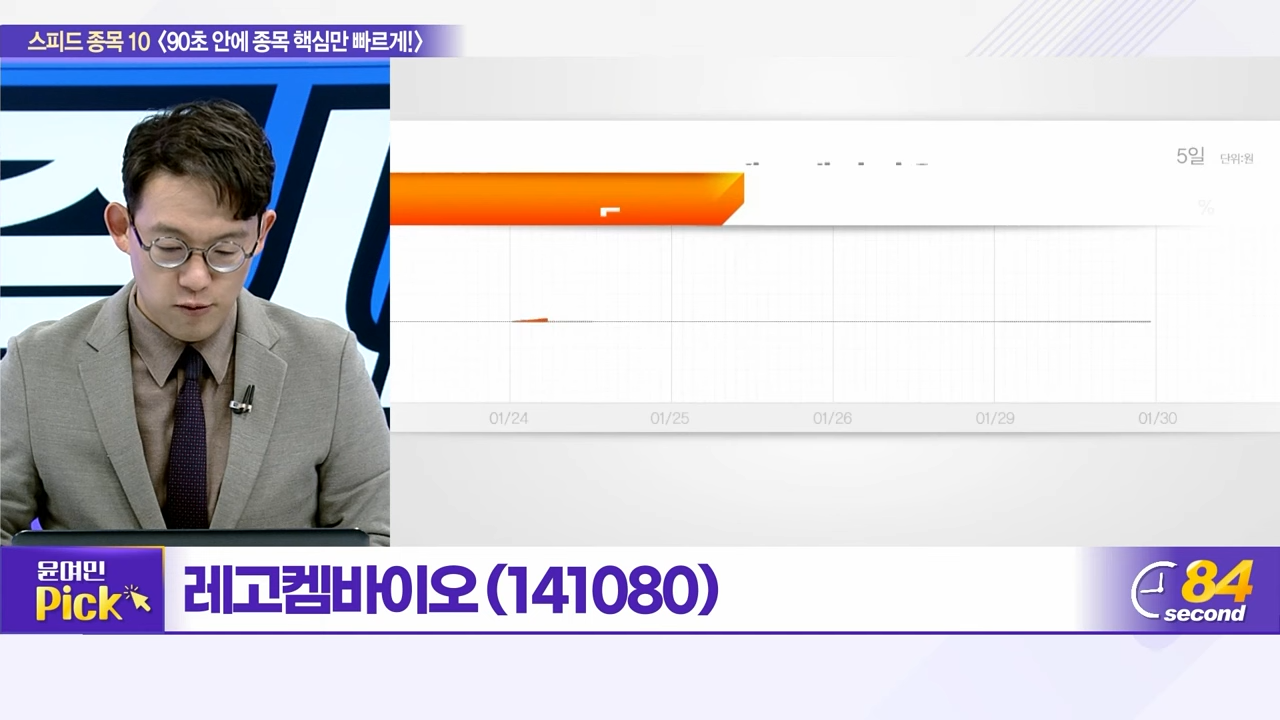 스피드 종목 10 〈90초 안에 종목 핵심만 빠르게!〉
5일 단위:원
%
01/24 01/25 01/26 01/29 01/30
윤여민
Pick
레고켐바이오(141080)
84
second